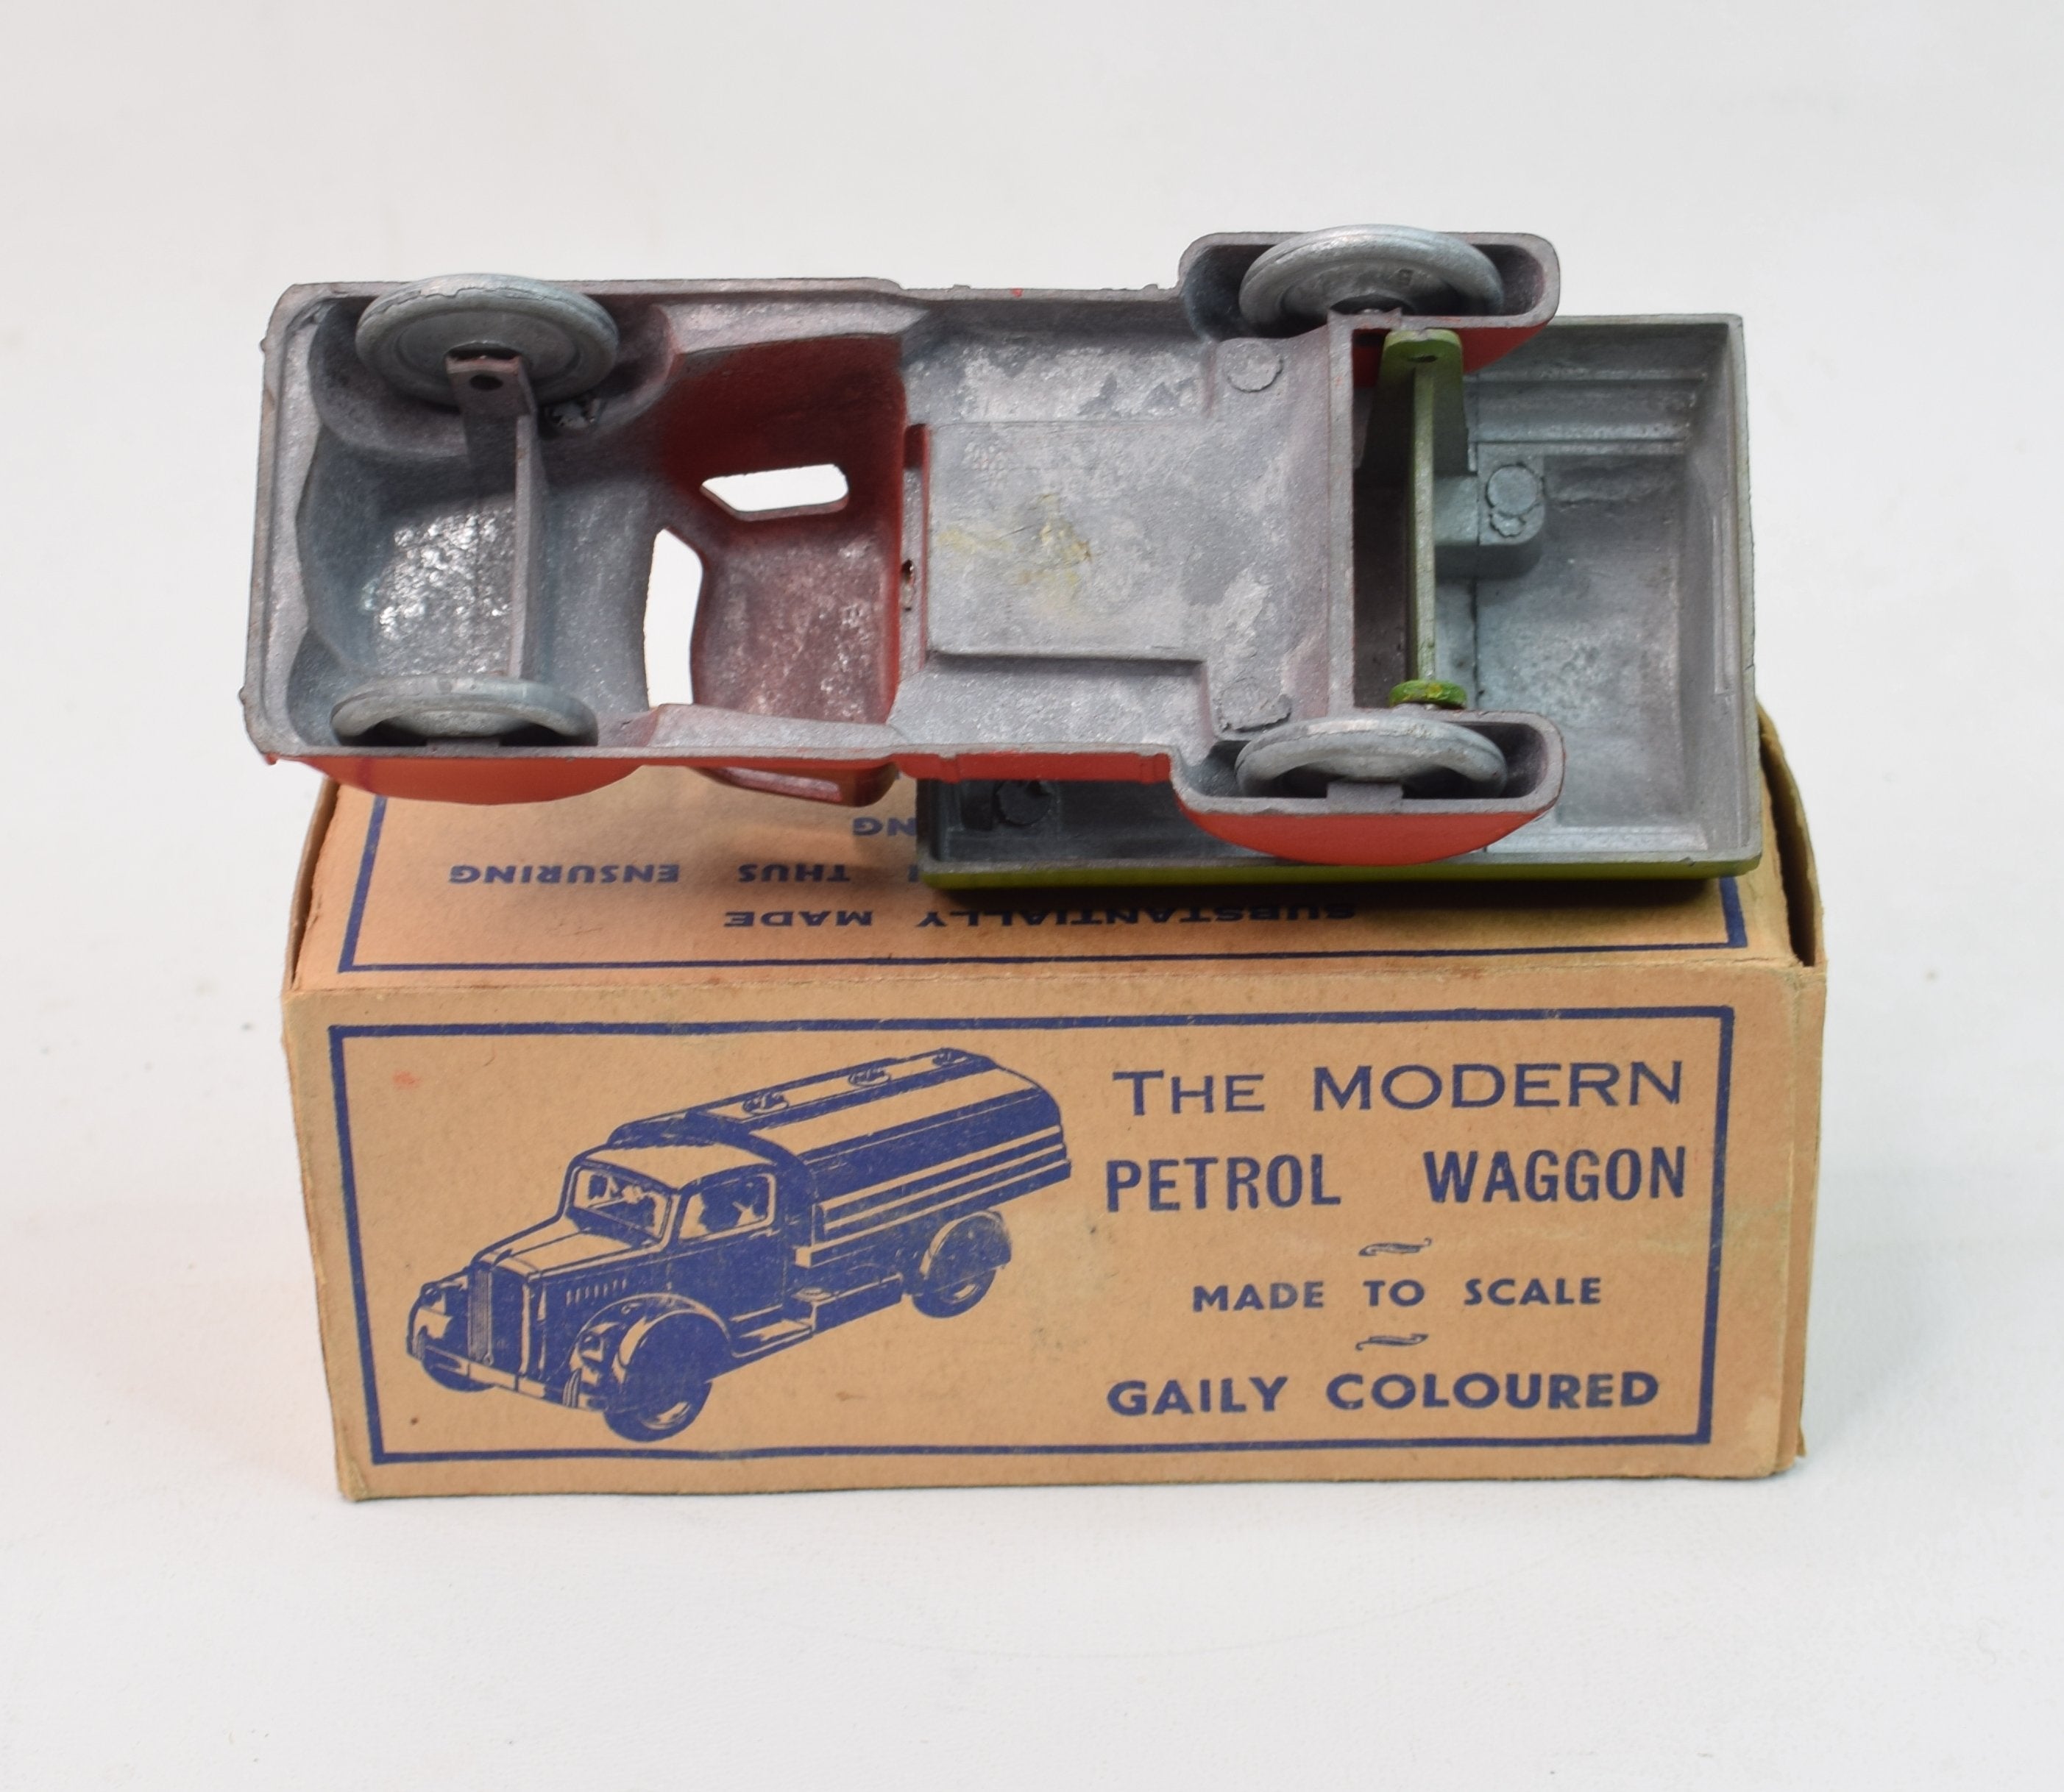 THE MODERN
PETROL WAGGON
MADE TO SCALE
GAILY COLOURED
SUBSTANTIALLY MADE
THUS ENSURING